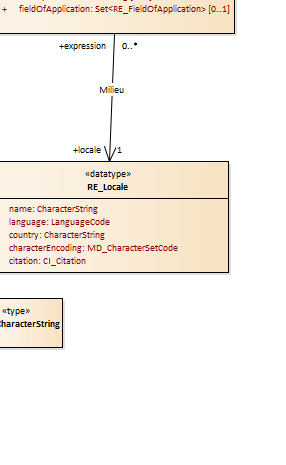 + fieldOfApplication: Set<RE_FieldOfApplication> [0..1]
+expression 0..*
Milieu
+locale 1
«datatype»
RE_Locale
name: CharacterString
language: LanguageCode
country: CharacterString
characterEncoding: MD_CharacterSetCode
citation: CI_Citation
«type»
CharacterString